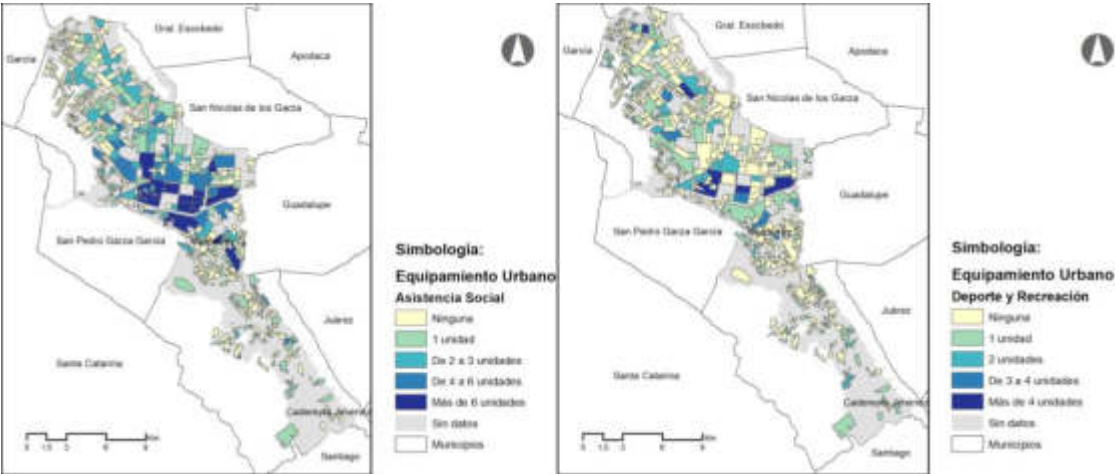 Gral. Escobedo
García
Apodaca
San Nicolas de los Garza
Guadalupe
San Pedro Garza García
Juárez
Santa Catarina
Cadereyta Jiménez
Santiago
Simbología:
Equipamiento Urbano
Asistencia Social
Ninguna
1 unidad
De 2 a 3 unidades
De 4 a 6 unidades
Más de 6 unidades
Sin datos
Municipios
Gral. Escobedo
García
Apodaca
San Nicolas de los Garza
Guadalupe
San Pedro Garza García
Juárez
Santa Catarina
Cadereyta Jiménez
Santiago
Simbología:
Equipamiento Urbano
Deporte y Recreación
Ninguna
1 unidad
2 unidades
De 3 a 4 unidades
Más de 4 unidades
Sin datos
Municipios